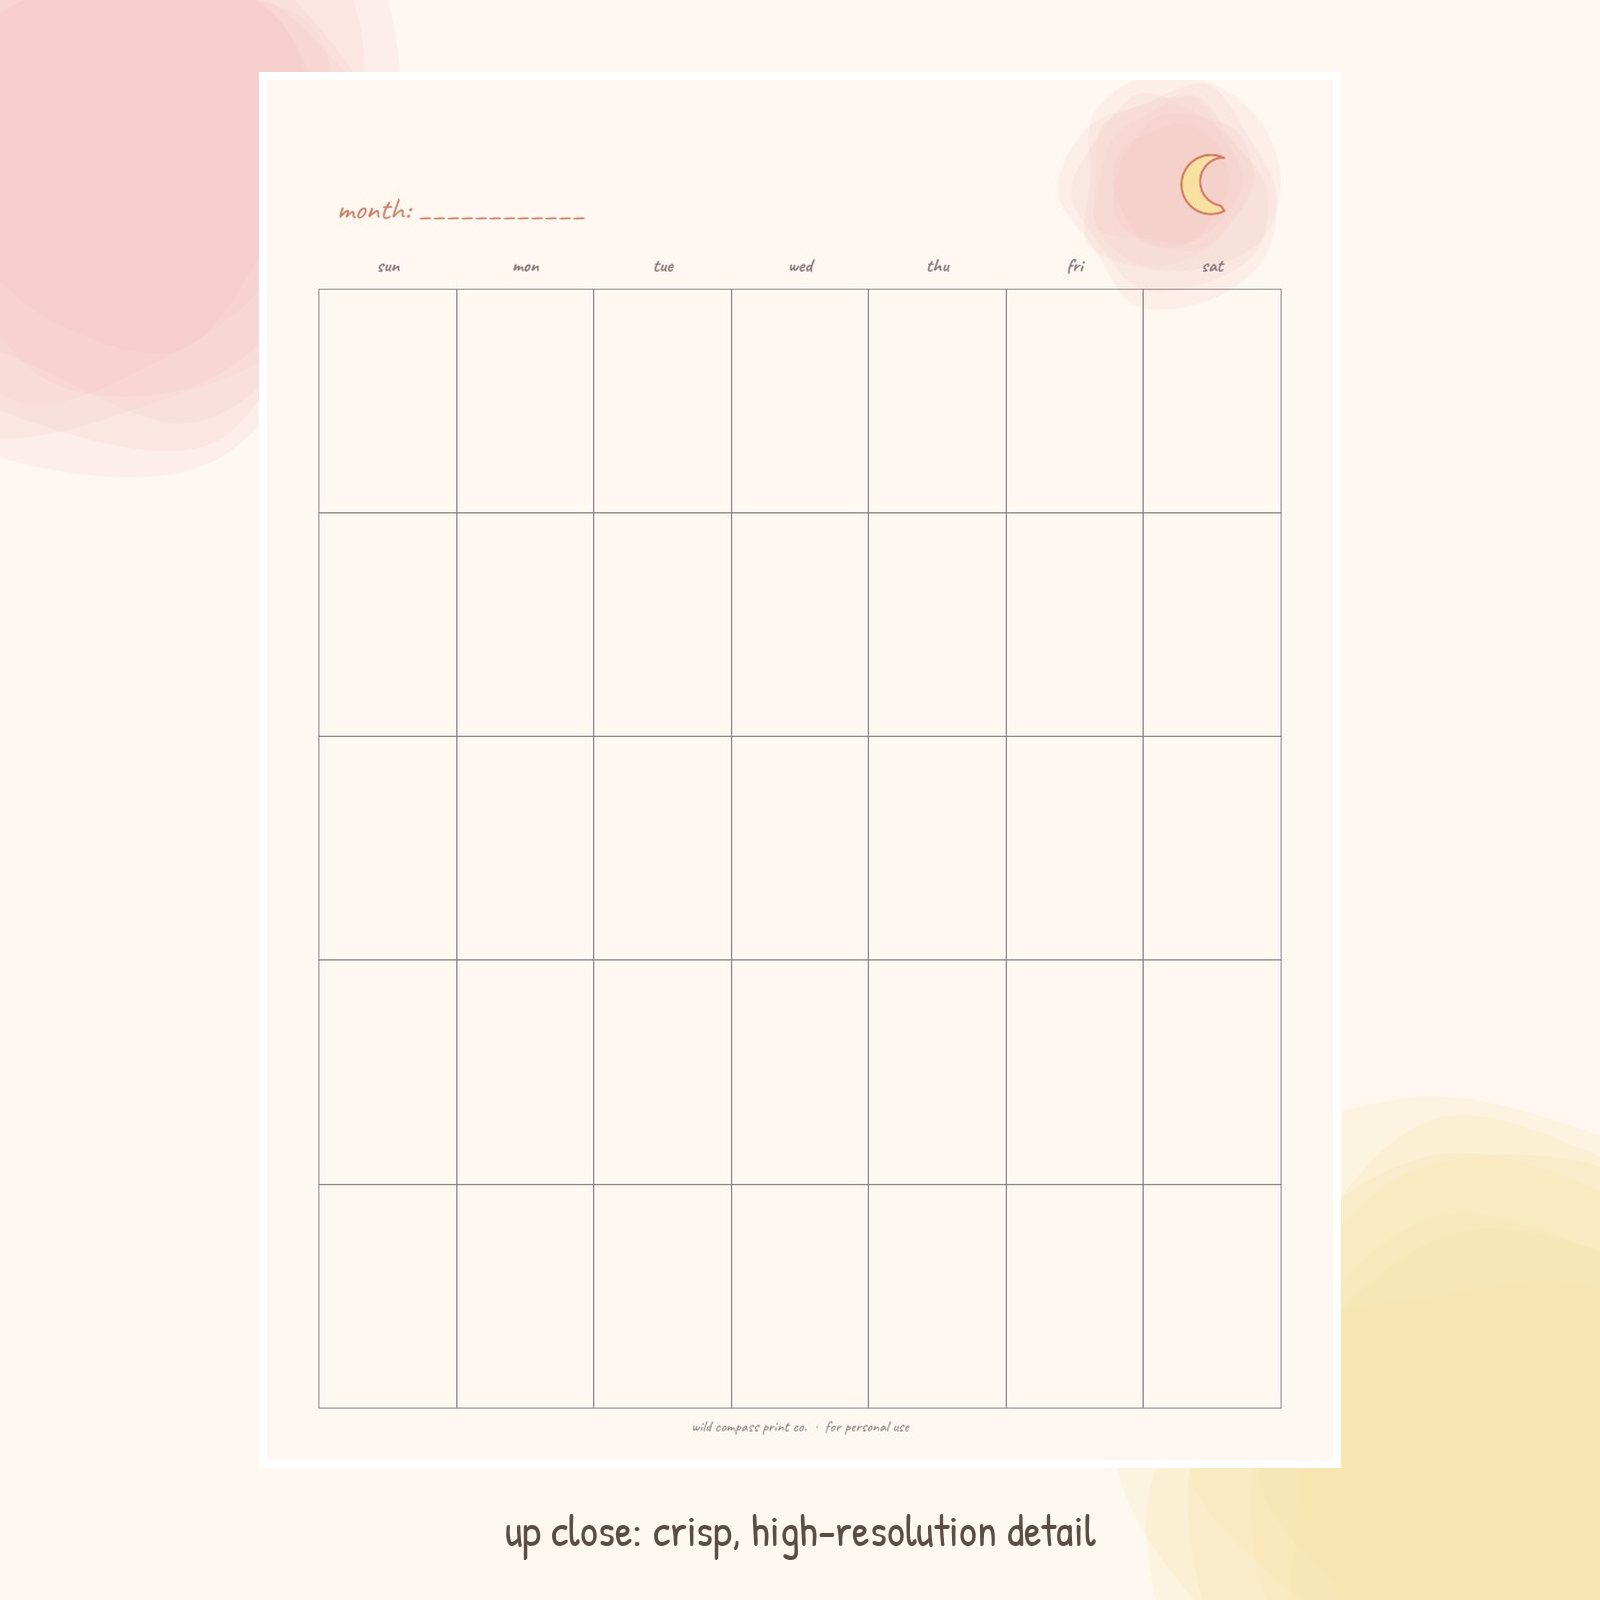 month: ____________
sun mon tue wed thu fri sat
wild compass print co. · for personal use
up close: crisp, high-resolution detail